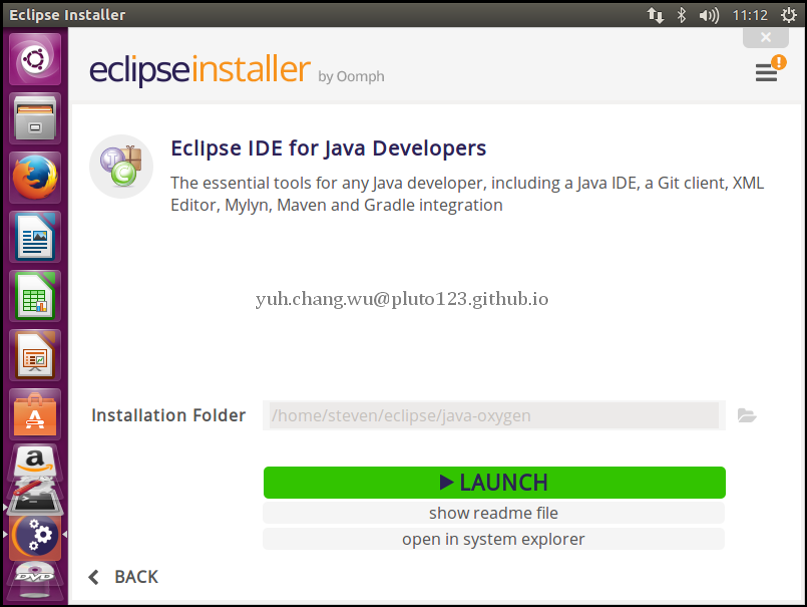 Eclipse Installer
11:12
eclipseinstaller by Oomph
Eclipse IDE for Java Developers
The essential tools for any Java developer, including a Java IDE, a Git client, XML
Editor, Mylyn, Maven and Gradle integration
yuh.chang.wu@pluto123.github.io
Installation Folder
/home/steven/eclipse/java-oxygen
LAUNCH
show readme file
open in system explorer
BACK